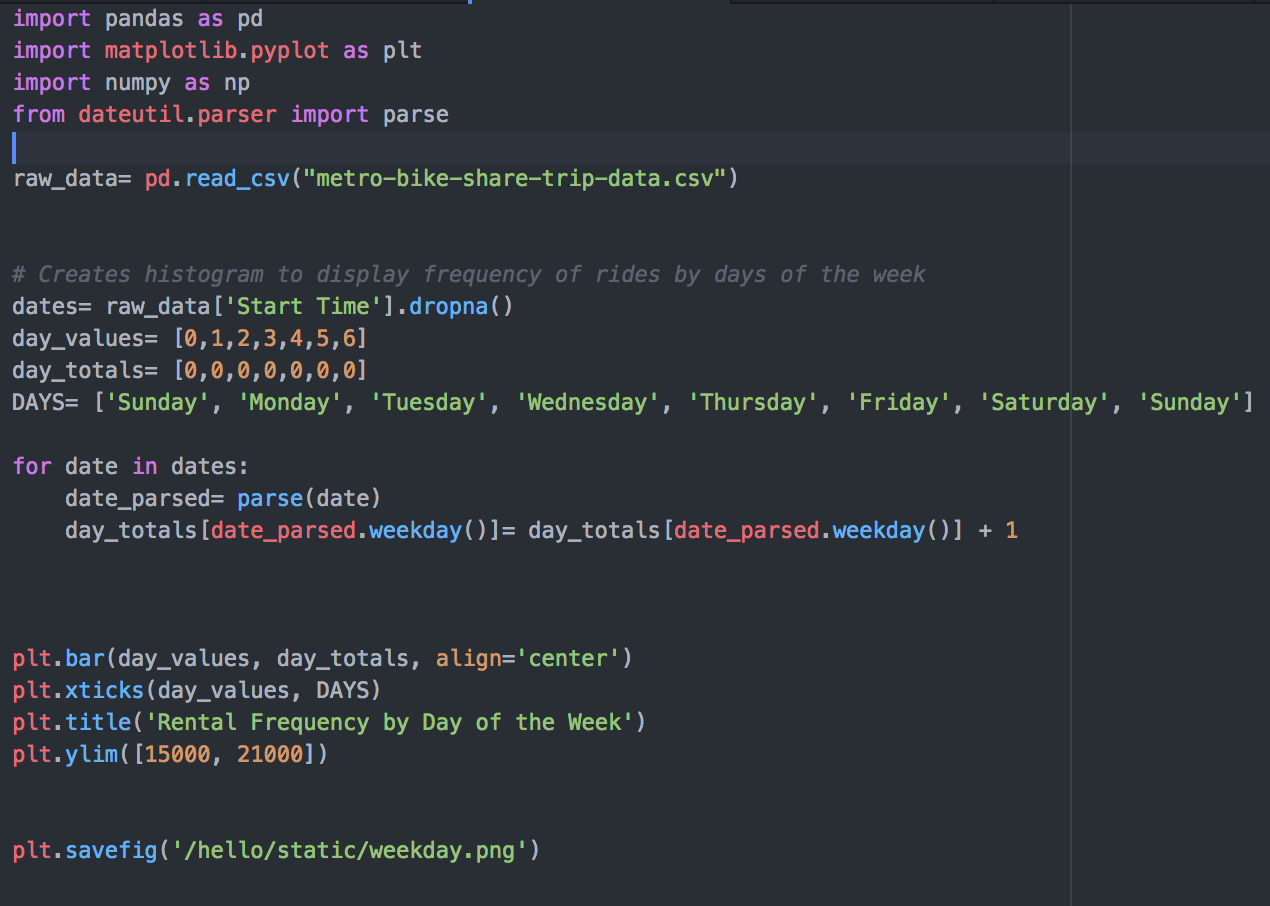 import pandas as pd
import matplotlib.pyplot as plt
import numpy as np
from dateutil.parser import parse
raw_data= pd.read_csv("metro-bike-share-trip-data.csv")
# Creates histogram to display frequency of rides by days of the week
dates= raw_data['Start Time'].dropna()
day_values= [0,1,2,3,4,5,6]
day_totals= [0,0,0,0,0,0,0]
DAYS= ['Sunday', 'Monday', 'Tuesday', 'Wednesday', 'Thursday', 'Friday', 'Saturday', 'Sunday']
for date in dates:
    date_parsed= parse(date)
    day_totals[date_parsed.weekday()]= day_totals[date_parsed.weekday()] + 1
plt.bar(day_values, day_totals, align='center')
plt.xticks(day_values, DAYS)
plt.title('Rental Frequency by Day of the Week')
plt.ylim([15000, 21000])
plt.savefig('/hello/static/weekday.png')